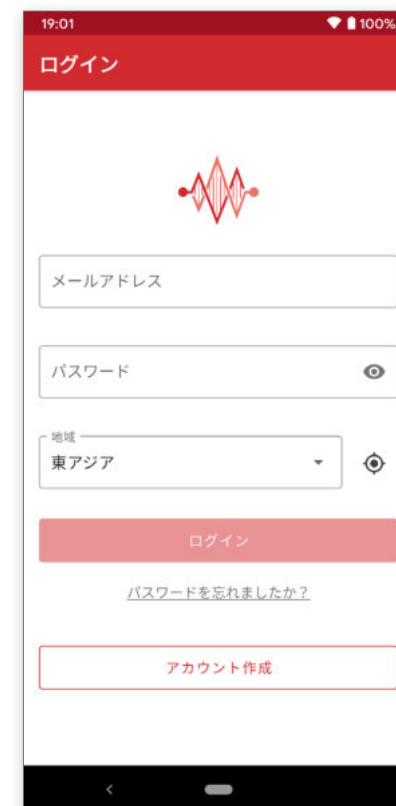 19:01 100%
ログイン
メールアドレス
パスワード
地域
東アジア
ログイン
パスワードを忘れましたか？
アカウント作成